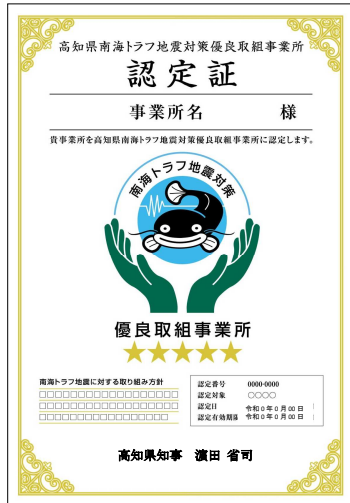 高知県南海トラフ地震対策優良取組事業所
認定証
事業所名　　　様
貴事業所を高知県南海トラフ地震対策優良取組事業所に認定します。
南海トラフ地震対策
優良取組事業所
★★★★★
南海トラフ地震に対する取り組み方針
□□□□□□□□□□□□□□□□□
□□□□□□□□□□□□□□□□□
□□□□□□□□□□□□□□□□
認定番号　0000-0000
認定対象　○○○○
認定日　令和0年0月00日
認定有効期　令和0年0月00日
高知県知事　濵田 省司